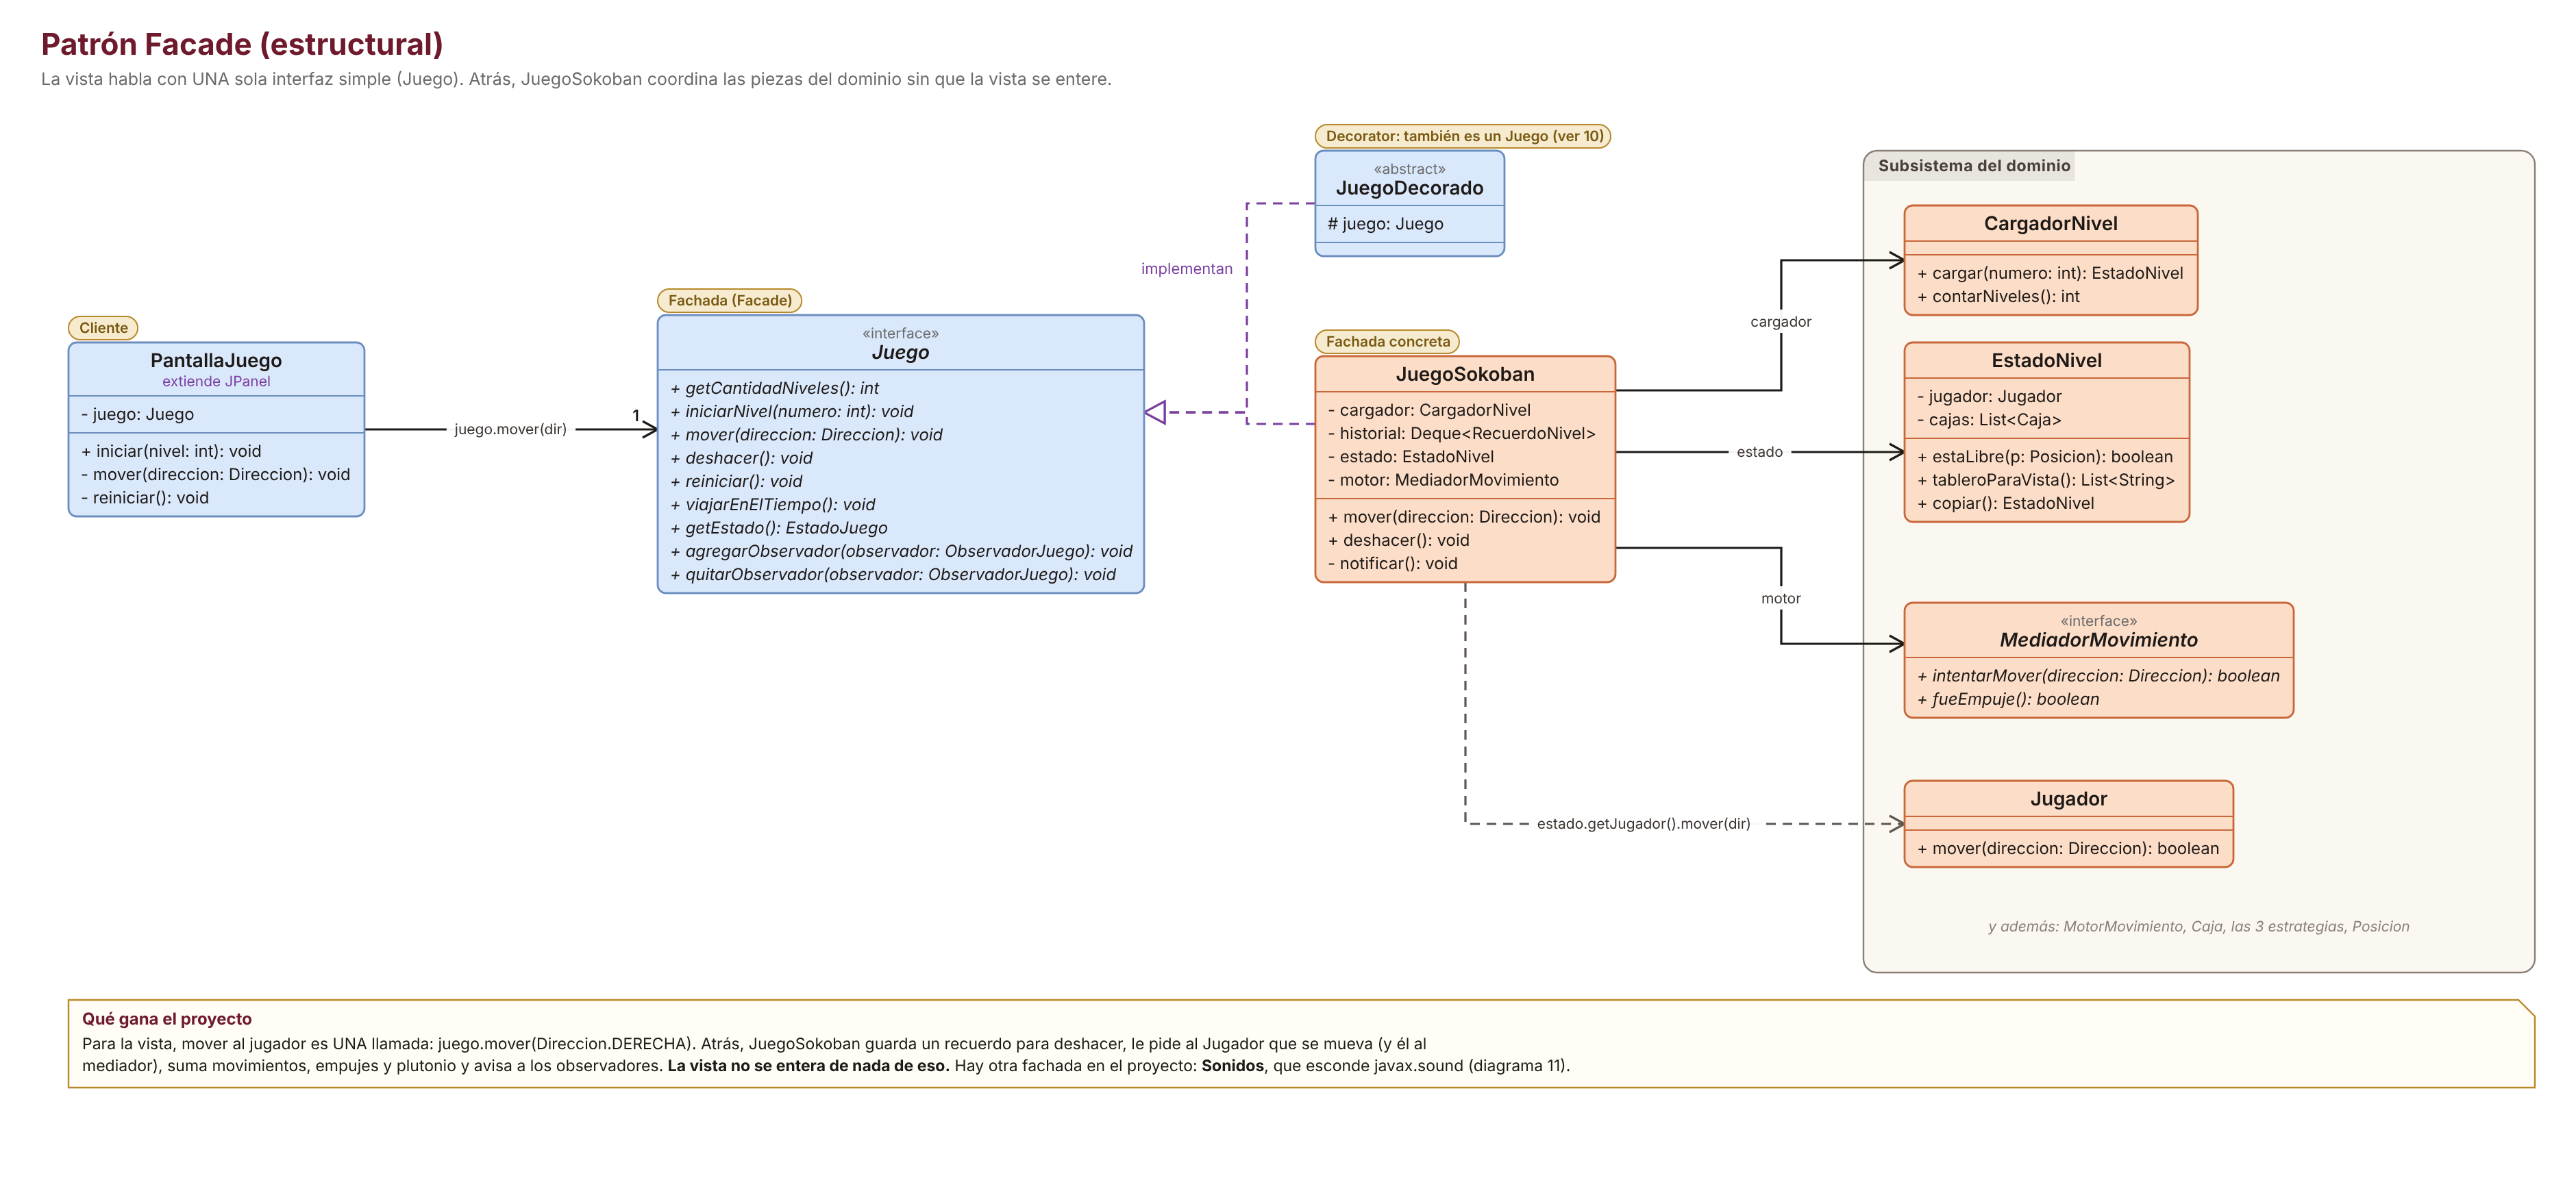 Patrón Facade (estructural)
La vista habla con UNA sola interfaz simple (Juego). Atrás, JuegoSokoban coordina las piezas del dominio sin que la vista se entere.
Cliente
PantallaJuego
extiende JPanel
- juego: Juego
+ iniciar(nivel: int): void
- mover(direccion: Direccion): void
- reiniciar(): void
juego.mover(dir)
1
Fachada (Facade)
«interface»
Juego
+ getCantidadNiveles(): int
+ iniciarNivel(numero: int): void
+ mover(direccion: Direccion): void
+ deshacer(): void
+ reiniciar(): void
+ viajarEnElTiempo(): void
+ getEstado(): EstadoJuego
+ agregarObservador(observador: ObservadorJuego): void
+ quitarObservador(observador: ObservadorJuego): void
implementan
Decorator: también es un Juego (ver 10)
«abstract»
JuegoDecorado
# juego: Juego
Fachada concreta
JuegoSokoban
- cargador: CargadorNivel
- historial: Deque<RecuerdoNivel>
- estado: EstadoNivel
- motor: MediadorMovimiento
+ mover(direccion: Direccion): void
+ deshacer(): void
- notificar(): void
cargador
estado
motor
estado.getJugador().mover(dir)
Subsistema del dominio
CargadorNivel
+ cargar(numero: int): EstadoNivel
+ contarNiveles(): int
EstadoNivel
- jugador: Jugador
- cajas: List<Caja>
+ estaLibre(p: Posicion): boolean
+ tableroParaVista(): List<String>
+ copiar(): EstadoNivel
«interface»
MediadorMovimiento
+ intentarMover(direccion: Direccion): boolean
+ fueEmpuje(): boolean
Jugador
+ mover(direccion: Direccion): boolean
y además: MotorMovimiento, Caja, las 3 estrategias, Posicion
Qué gana el proyecto
Para la vista, mover al jugador es UNA llamada: juego.mover(Direccion.DERECHA). Atrás, JuegoSokoban guarda un recuerdo para deshacer, le pide al Jugador que se mueva (y él al
mediador), suma movimientos, empujes y plutonio y avisa a los observadores. La vista no se entera de nada de eso. Hay otra fachada en el proyecto: Sonidos, que esconde javax.sound (diagrama 11).